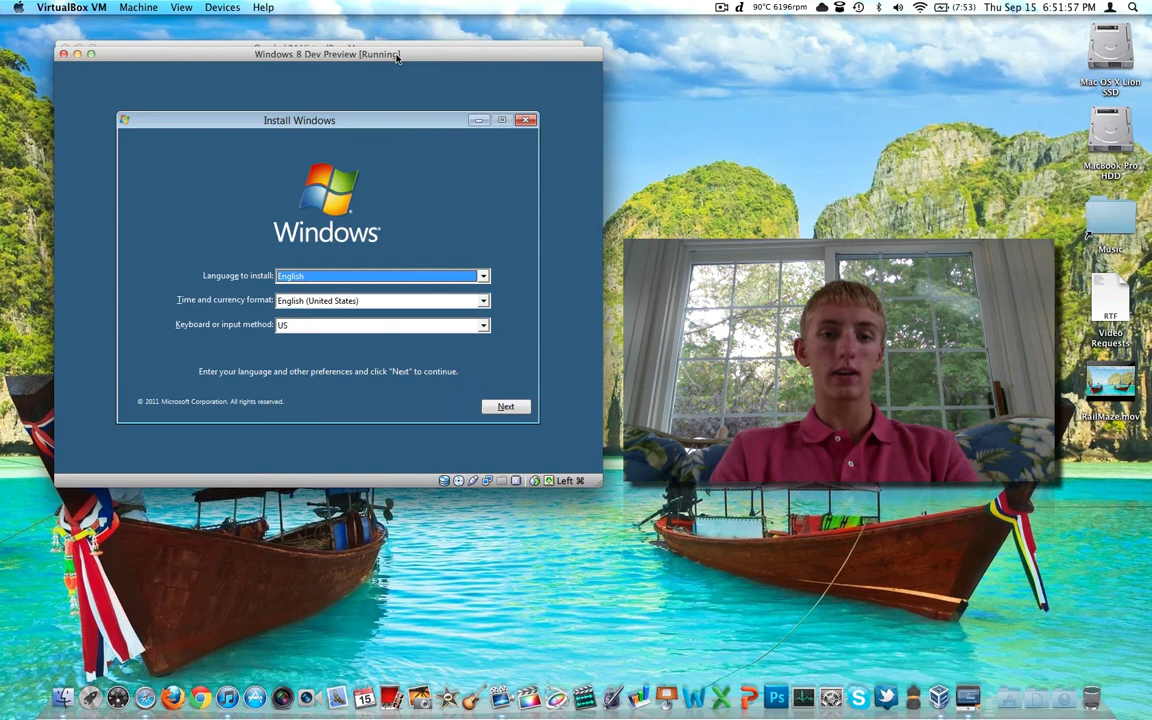 VirtualBox VM Machine View Devices Help
90°C 6196rpm (7:53) Thu Sep 15 6:51:57 PM
Windows 8 Dev Preview [Running]
Install Windows
Windows
Language to install: English
Time and currency format: English (United States)
Keyboard or input method: US
Enter your language and other preferences and click "Next" to continue.
© 2011 Microsoft Corporation. All rights reserved.
Next
Left ⌘
Mac OS X Lion
SSD
MacBook Pro
HDD
Music
RTF
Video
Requests
RailMaze.mov
15
Ps